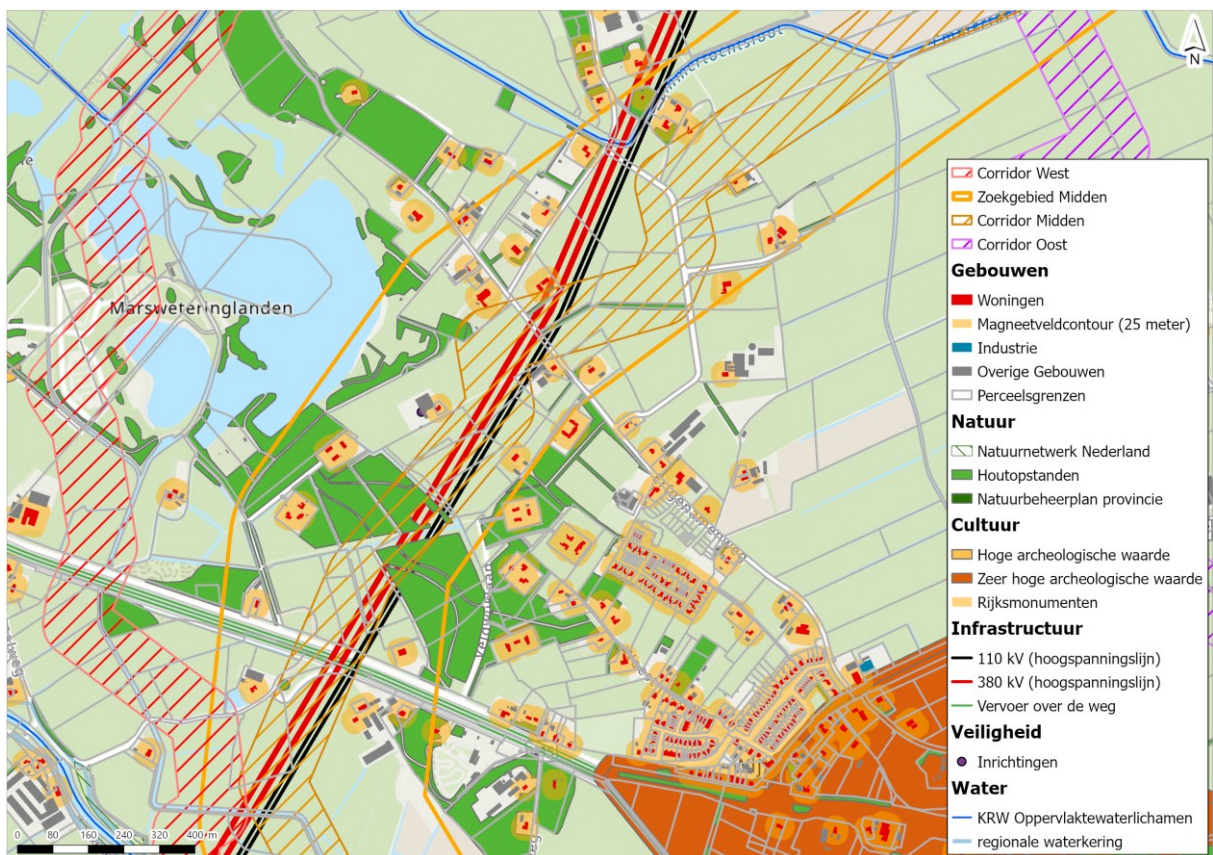 N
Marsweteringlanden
Corridor West
Zoekgebied Midden
Corridor Midden
Corridor Oost
Gebouwen
Woningen
Magneetveldcontour (25 meter)
Industrie
Overige Gebouwen
Perceelsgrenzen
Natuur
Natuurnetwerk Nederland
Houtopstanden
Natuurbeheerplan provincie
Cultuur
Hoge archeologische waarde
Zeer hoge archeologische waarde
Rijksmonumenten
Infrastructuur
110 kV (hoogspanningslijn)
380 kV (hoogspanningslijn)
Vervoer over de weg
Veiligheid
Inrichtingen
Water
KRW Oppervlaktewaterlichamen
regionale waterkering
0 80 160 240 320 400 m